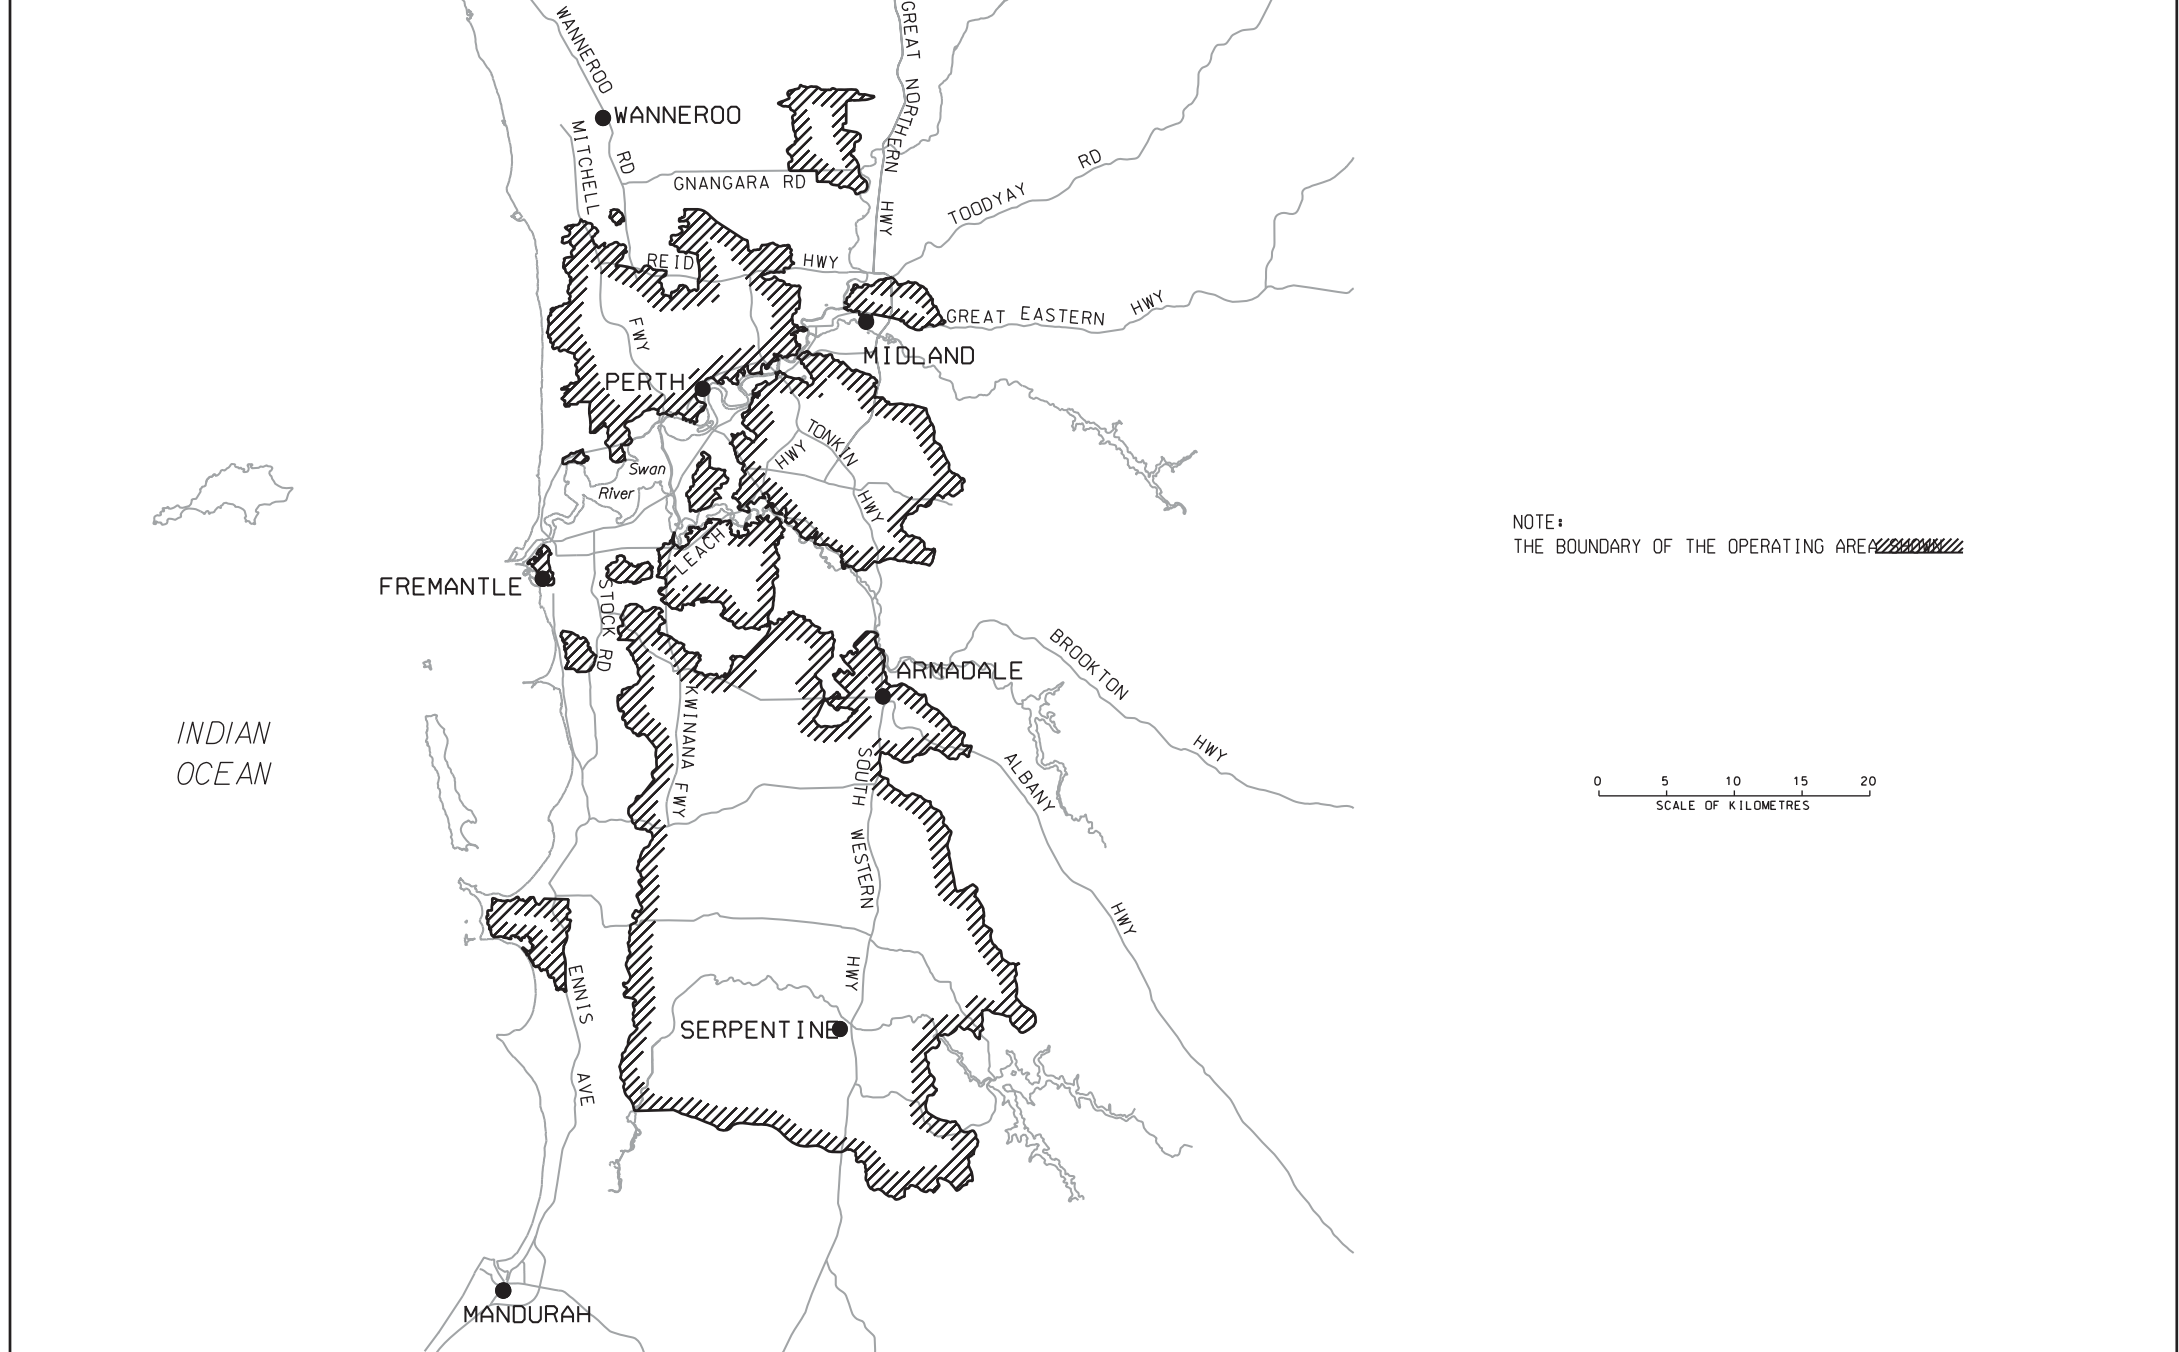 WANNEROO
GREAT NORTHERN HWY
WANNEROO
RD
MITCHELL
FWY
GNANGARA RD
RD
TOODYAY
REID
HWY
HWY
GREAT EASTERN
MIDLAND
PERTH
TONKIN
HWY
HWY
Swan
River
LEACH
NOTE:
THE BOUNDARY OF THE OPERATING AREA SHOWN
FREMANTLE
STOCK RD
BROOKTON
HWY
ARMADALE
KWINANA FWY
INDIAN
OCEAN
SOUTH WESTERN HWY
ALBANY
HWY
0 5 10 15 20
SCALE OF KILOMETRES
ENNIS
AVE
SERPENTINE
MANDURAH